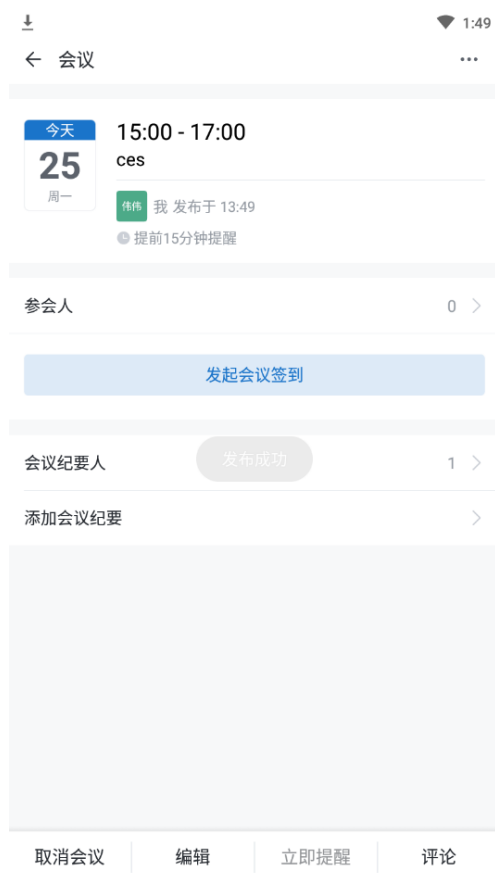 1:49
会议
今天
25
周一
15:00 - 17:00
ces
伟伟
我 发布于 13:49
提前15分钟提醒
参会人
0
发起会议签到
会议纪要人
发布成功
1
添加会议纪要
取消会议
编辑
立即提醒
评论